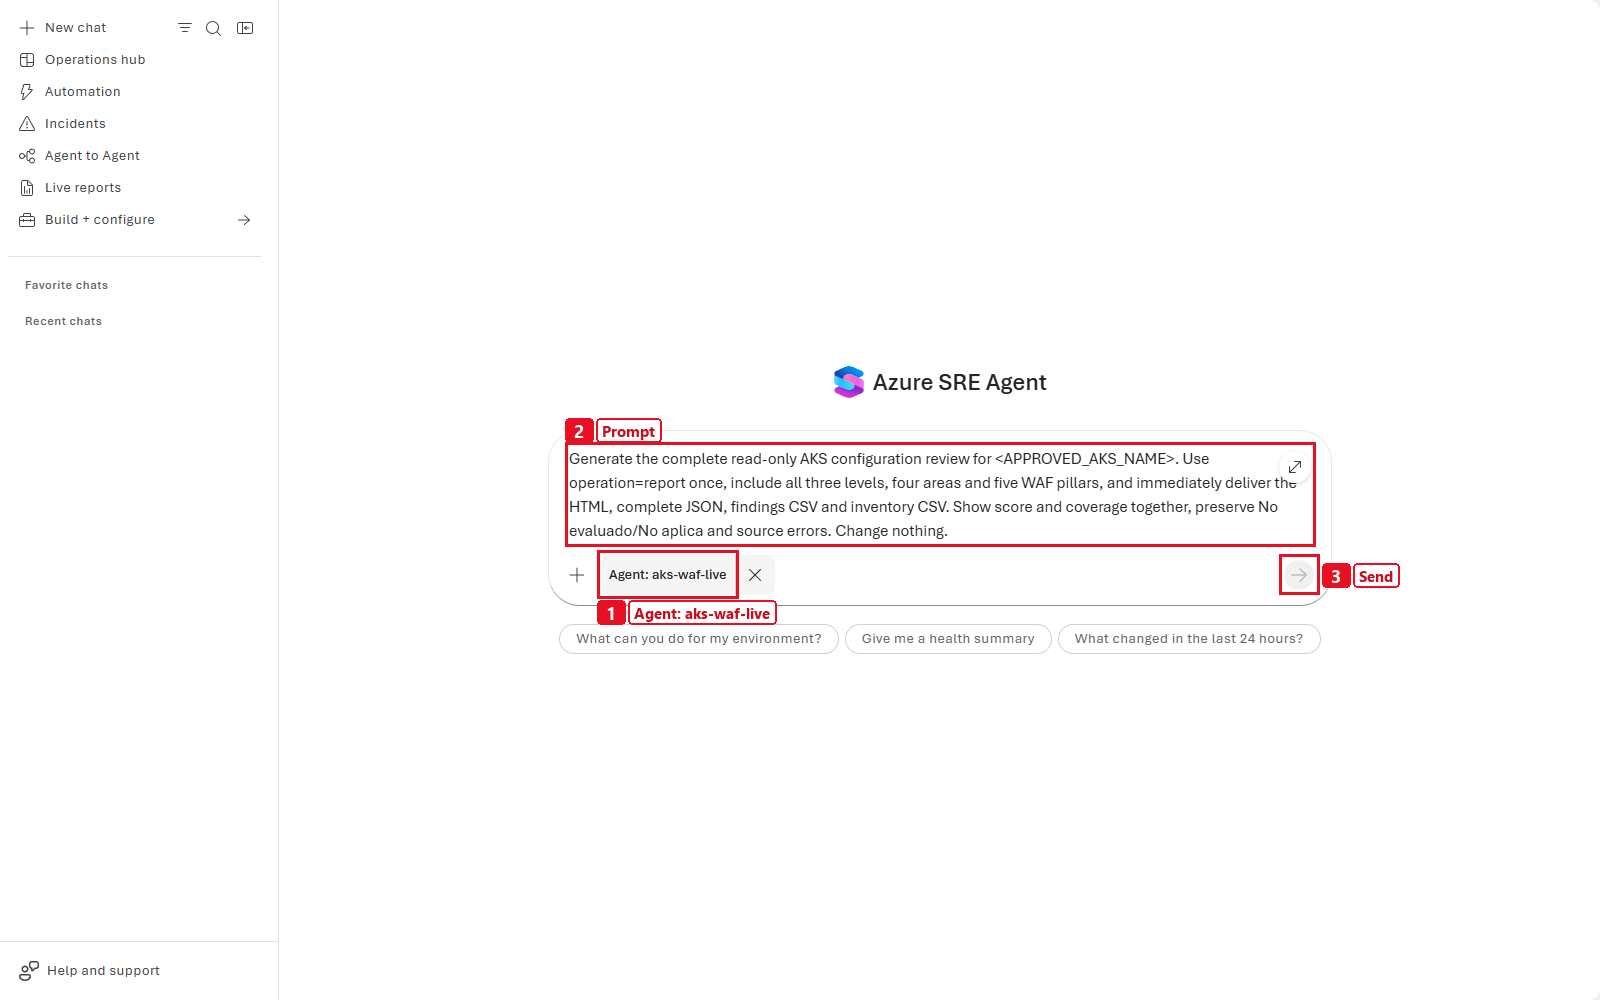 New chat
Operations hub
Automation
Incidents
Agent to Agent
Live reports
Build + configure
Favorite chats
Recent chats
Help and support
Azure SRE Agent
2 Prompt
Generate the complete read-only AKS configuration review for <APPROVED_AKS_NAME>. Use
operation=report once, include all three levels, four areas and five WAF pillars, and immediately deliver the
HTML, complete JSON, findings CSV and inventory CSV. Show score and coverage together, preserve No
evaluado/No aplica and source errors. Change nothing.
Agent: aks-waf-live
3 Send
1 Agent: aks-waf-live
What can you do for my environment?
Give me a health summary
What changed in the last 24 hours?